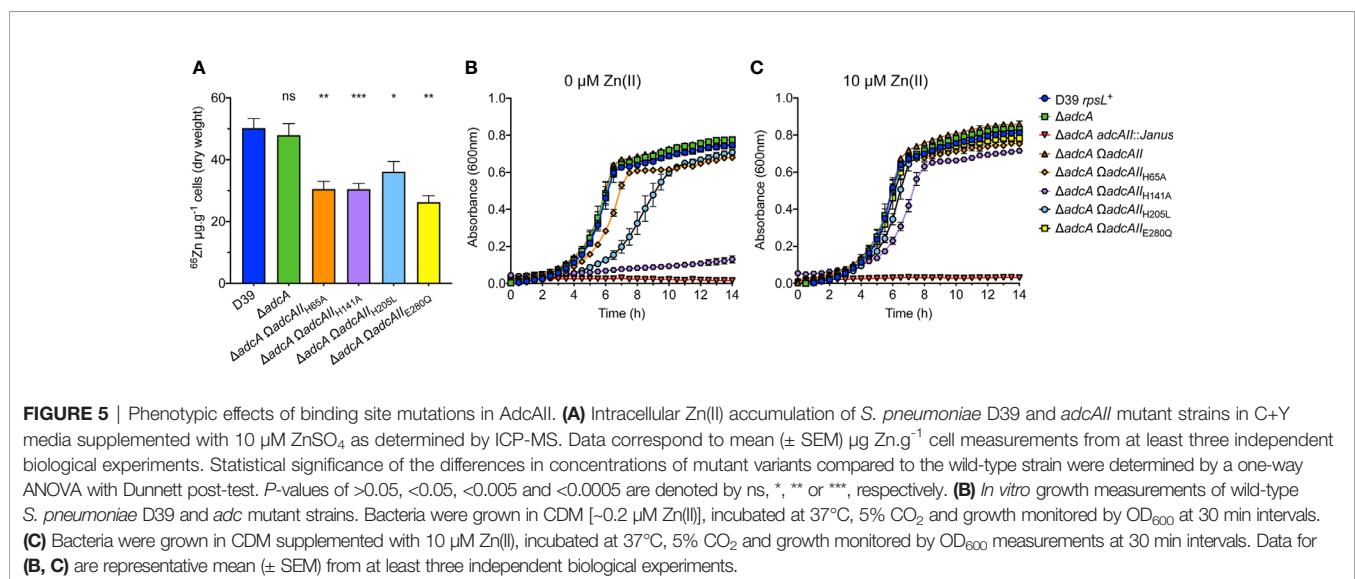 A
B
C
0 µM Zn(II)
10 µM Zn(II)
ns
**
***
*
**
60
50
40
30
20
10
0
⁶⁶Zn µg.g⁻¹ cells (dry weight)
D39
ΔadcA
ΔadcA ΩadcAII_H65A
ΔadcA ΩadcAII_H141A
ΔadcA ΩadcAII_H205L
ΔadcA ΩadcAII_E280Q
1.0
0.8
0.6
0.4
0.2
0.0
Absorbance (600nm)
0 2 4 6 8 10 12 14
Time (h)
1.0
0.8
0.6
0.4
0.2
0.0
Absorbance (600nm)
0 2 4 6 8 10 12 14
Time (h)
D39 rpsL⁺
ΔadcA
ΔadcA adcAII::Janus
ΔadcA ΩadcAII
ΔadcA ΩadcAII_H65A
ΔadcA ΩadcAII_H141A
ΔadcA ΩadcAII_H205L
ΔadcA ΩadcAII_E280Q
FIGURE 5 | Phenotypic effects of binding site mutations in AdcAII. (A) Intracellular Zn(II) accumulation of S. pneumoniae D39 and adcAII mutant strains in C+Y
media supplemented with 10 µM ZnSO₄ as determined by ICP-MS. Data correspond to mean (± SEM) µg Zn.g⁻¹ cell measurements from at least three independent
biological experiments. Statistical significance of the differences in concentrations of mutant variants compared to the wild-type strain were determined by a one-way
ANOVA with Dunnett post-test. P-values of >0.05, <0.05, <0.005 and <0.0005 are denoted by ns, *, ** or ***, respectively. (B) In vitro growth measurements of wild-type
S. pneumoniae D39 and adc mutant strains. Bacteria were grown in CDM [~0.2 µM Zn(II)], incubated at 37°C, 5% CO₂ and growth monitored by OD₆₀₀ at 30 min intervals.
(C) Bacteria were grown in CDM supplemented with 10 µM Zn(II), incubated at 37°C, 5% CO₂ and growth monitored by OD₆₀₀ measurements at 30 min intervals. Data for
(B, C) are representative mean (± SEM) from at least three independent biological experiments.